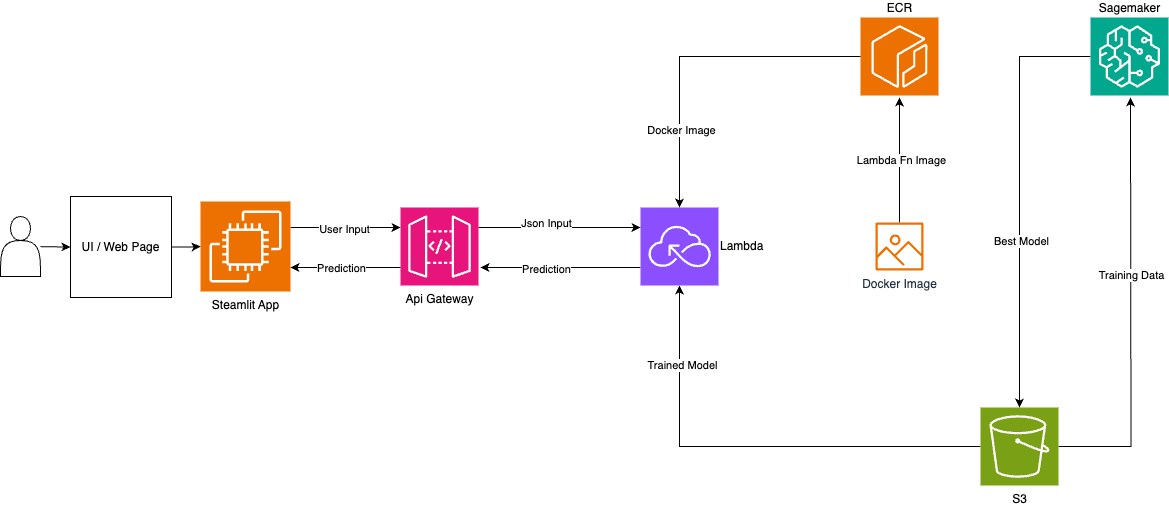 ECR
Sagemaker
Docker Image
Lambda Fn Image
User Input
Json Input
UI / Web Page
</>
Lambda
Best Model
Prediction
Prediction
Training Data
Docker Image
Api Gateway
Steamlit App
Trained Model
S3